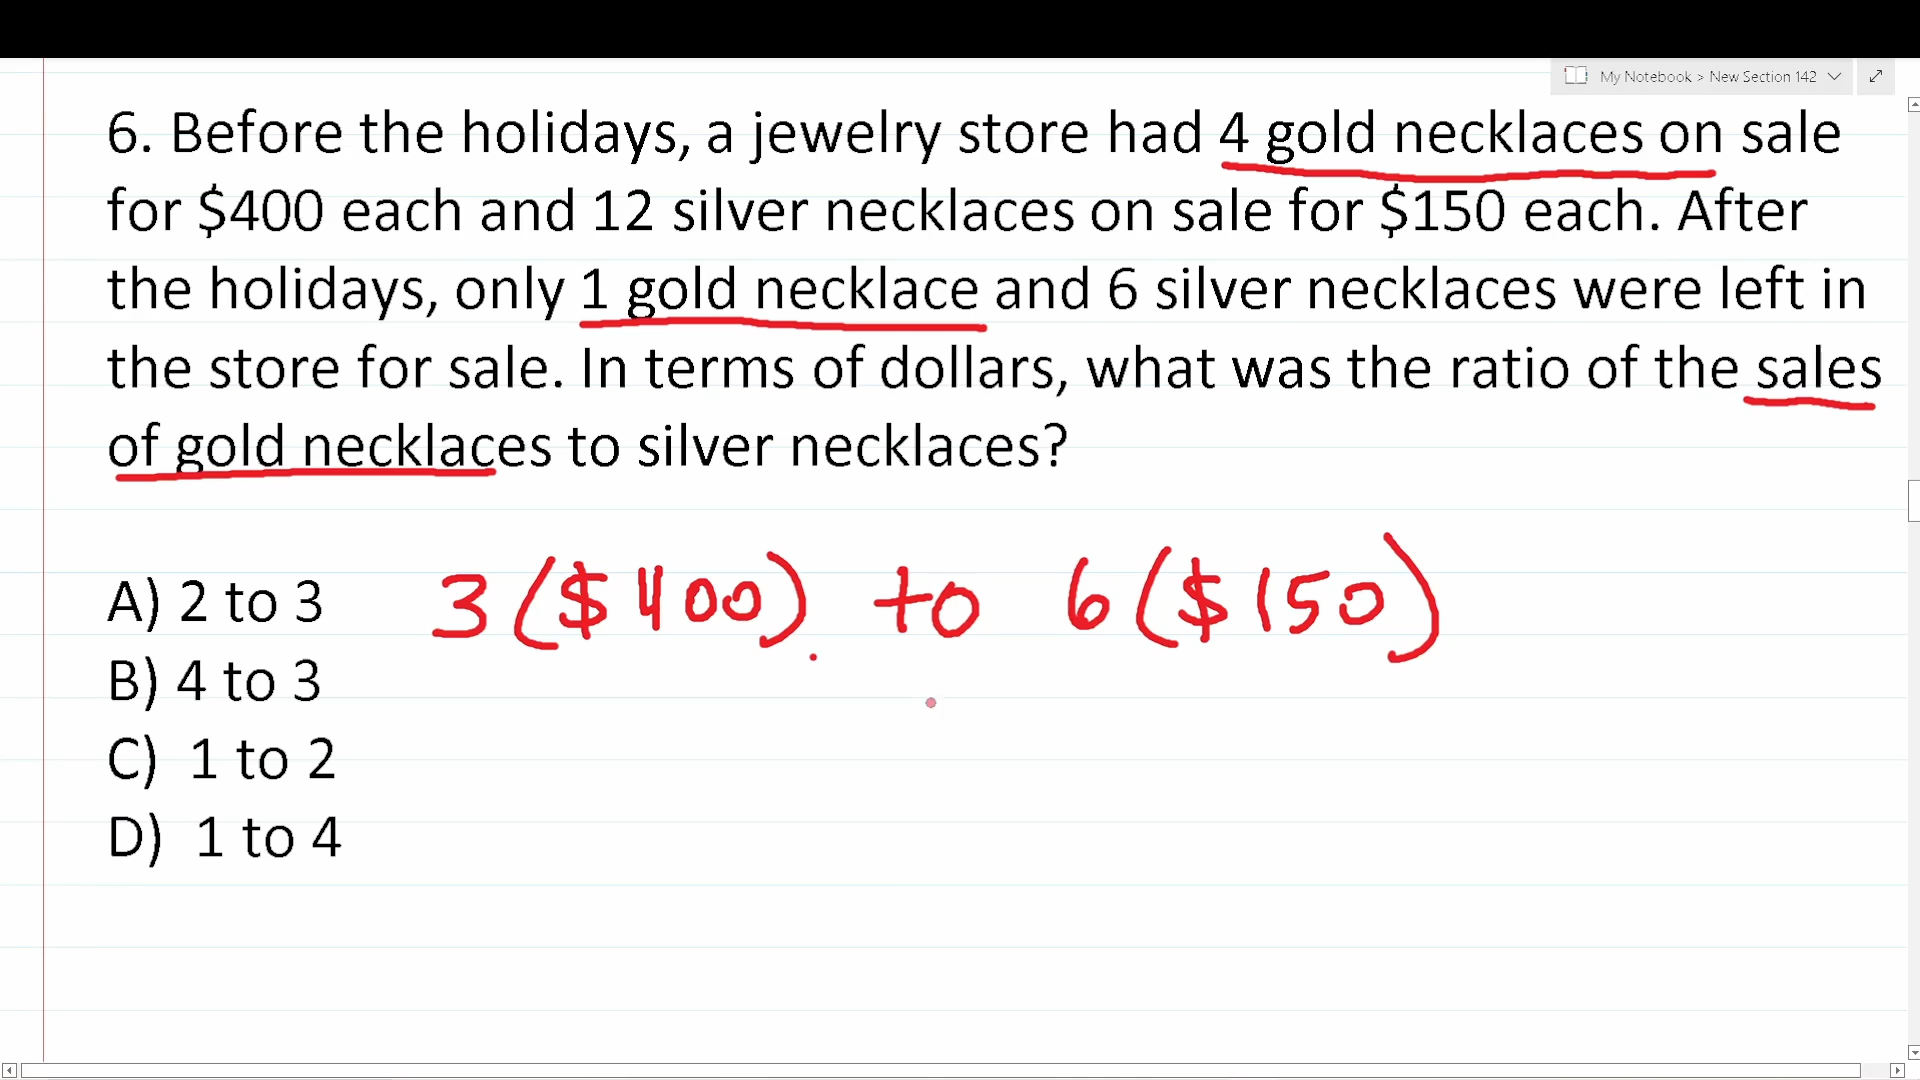 My Notebook > New Section 142
6. Before the holidays, a jewelry store had 4 gold necklaces on sale
for $400 each and 12 silver necklaces on sale for $150 each. After
the holidays, only 1 gold necklace and 6 silver necklaces were left in
the store for sale. In terms of dollars, what was the ratio of the sales
of gold necklaces to silver necklaces?
A) 2 to 3
3 ($400) to 6 ($150)
B) 4 to 3
C) 1 to 2
D) 1 to 4